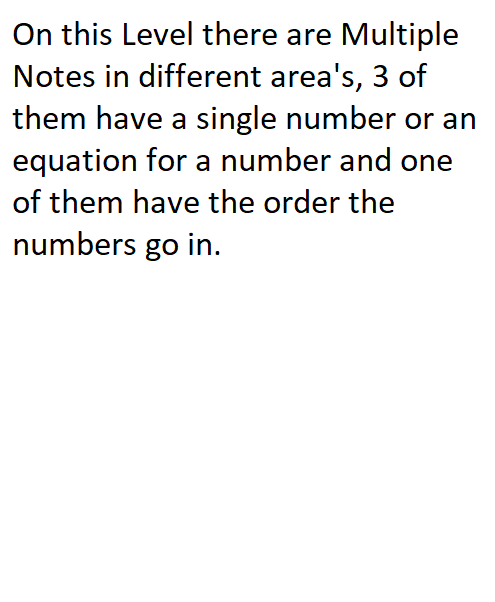 On this Level there are Multiple
Notes in different area's, 3 of
them have a single number or an
equation for a number and one
of them have the order the
numbers go in.